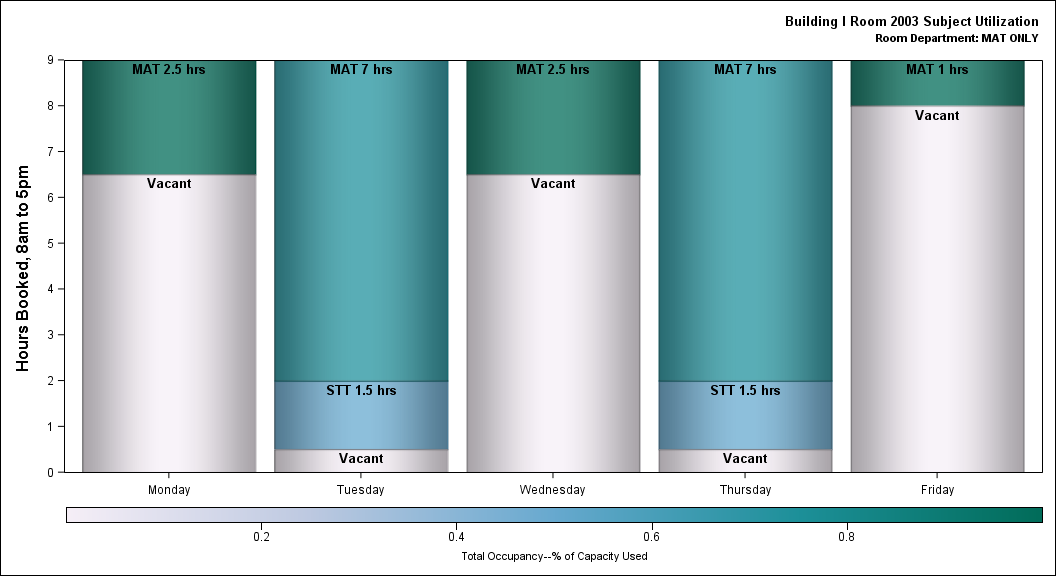 Building I Room 2003 Subject Utilization
Room Department: MAT ONLY
Hours Booked, 8am to 5pm
9
8
7
6
5
4
3
2
1
0
MAT 2.5 hrs
Vacant
MAT 7 hrs
STT 1.5 hrs
Vacant
MAT 2.5 hrs
Vacant
MAT 7 hrs
STT 1.5 hrs
Vacant
MAT 1 hrs
Vacant
Monday Tuesday Wednesday Thursday Friday
0.2 0.4 0.6 0.8
Total Occupancy--% of Capacity Used